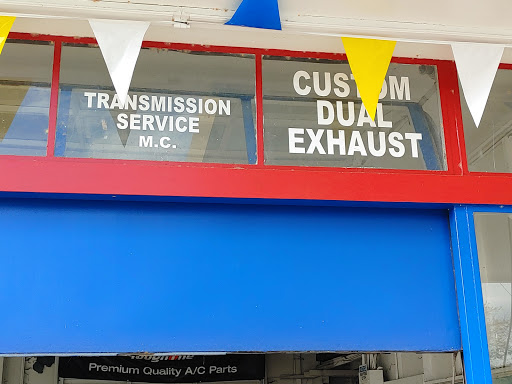 TRANSMISSION
SERVICE
M.C.
CUSTOM
DUAL
EXHAUST
Premium Quality A/C Parts